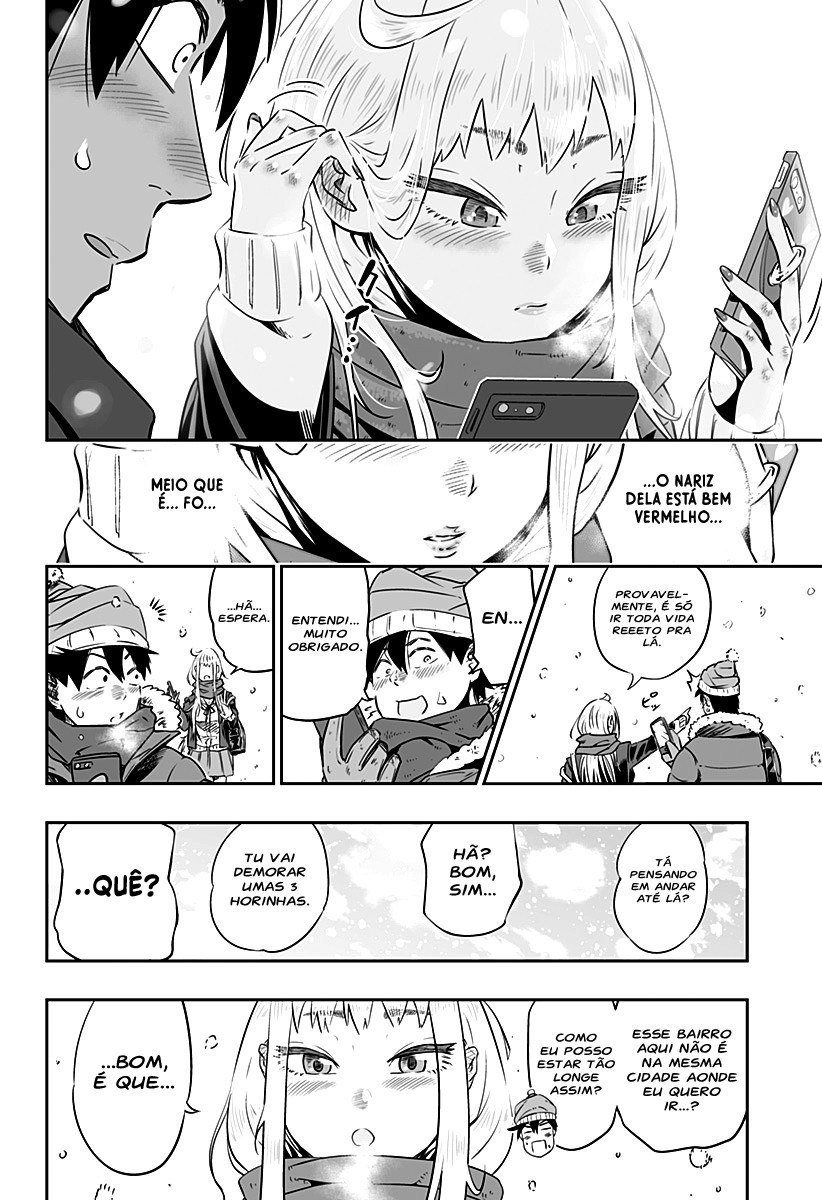 クイ…
...O NARIZ
DELA ESTÁ BEM
VERMELHO...
MEIO QUE
É... FO...
PROVAVEL-
MENTE, É SÓ
IR TODA VIDA
REEETO PRA
LÁ.
EN...
ENTENDI...
MUITO
OBRIGADO.
...HÃ...
ESPERA.
TÁ
PENSANDO
EM ANDAR
ATÉ LÁ?
HÃ?
BOM,
SIM...
TU VAI
DEMORAR
UMAS 3
HORINHAS.
..QUÊ?
ESSE BAIRRO
AQUI NÃO É
NA MESMA
CIDADE AONDE
EU QUERO
IR...?
COMO
EU POSSO
ESTAR TÃO
LONGE
ASSIM?
...BOM,
É QUE...